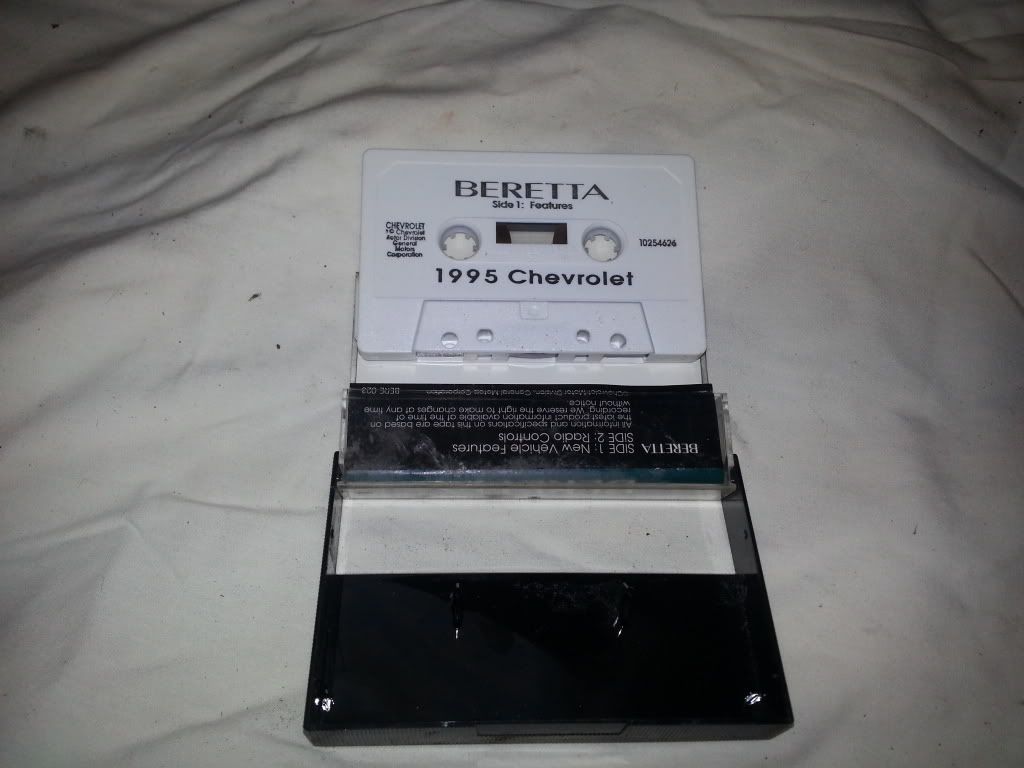 BERETTA
Side 1: Features
CHEVROLET
© Chevrolet
Motor Division
General
Motors
Corporation
10254626
1995 Chevrolet
BERETTA
SIDE 1: New Vehicle Features
SIDE 2: Radio Controls
All information and specifications on this tape are based on
the latest product information available at the time of
recording. We reserve the right to make changes at any time
without notice.
©Chevrolet Motor Division, General Motors Corporation
BERE 023